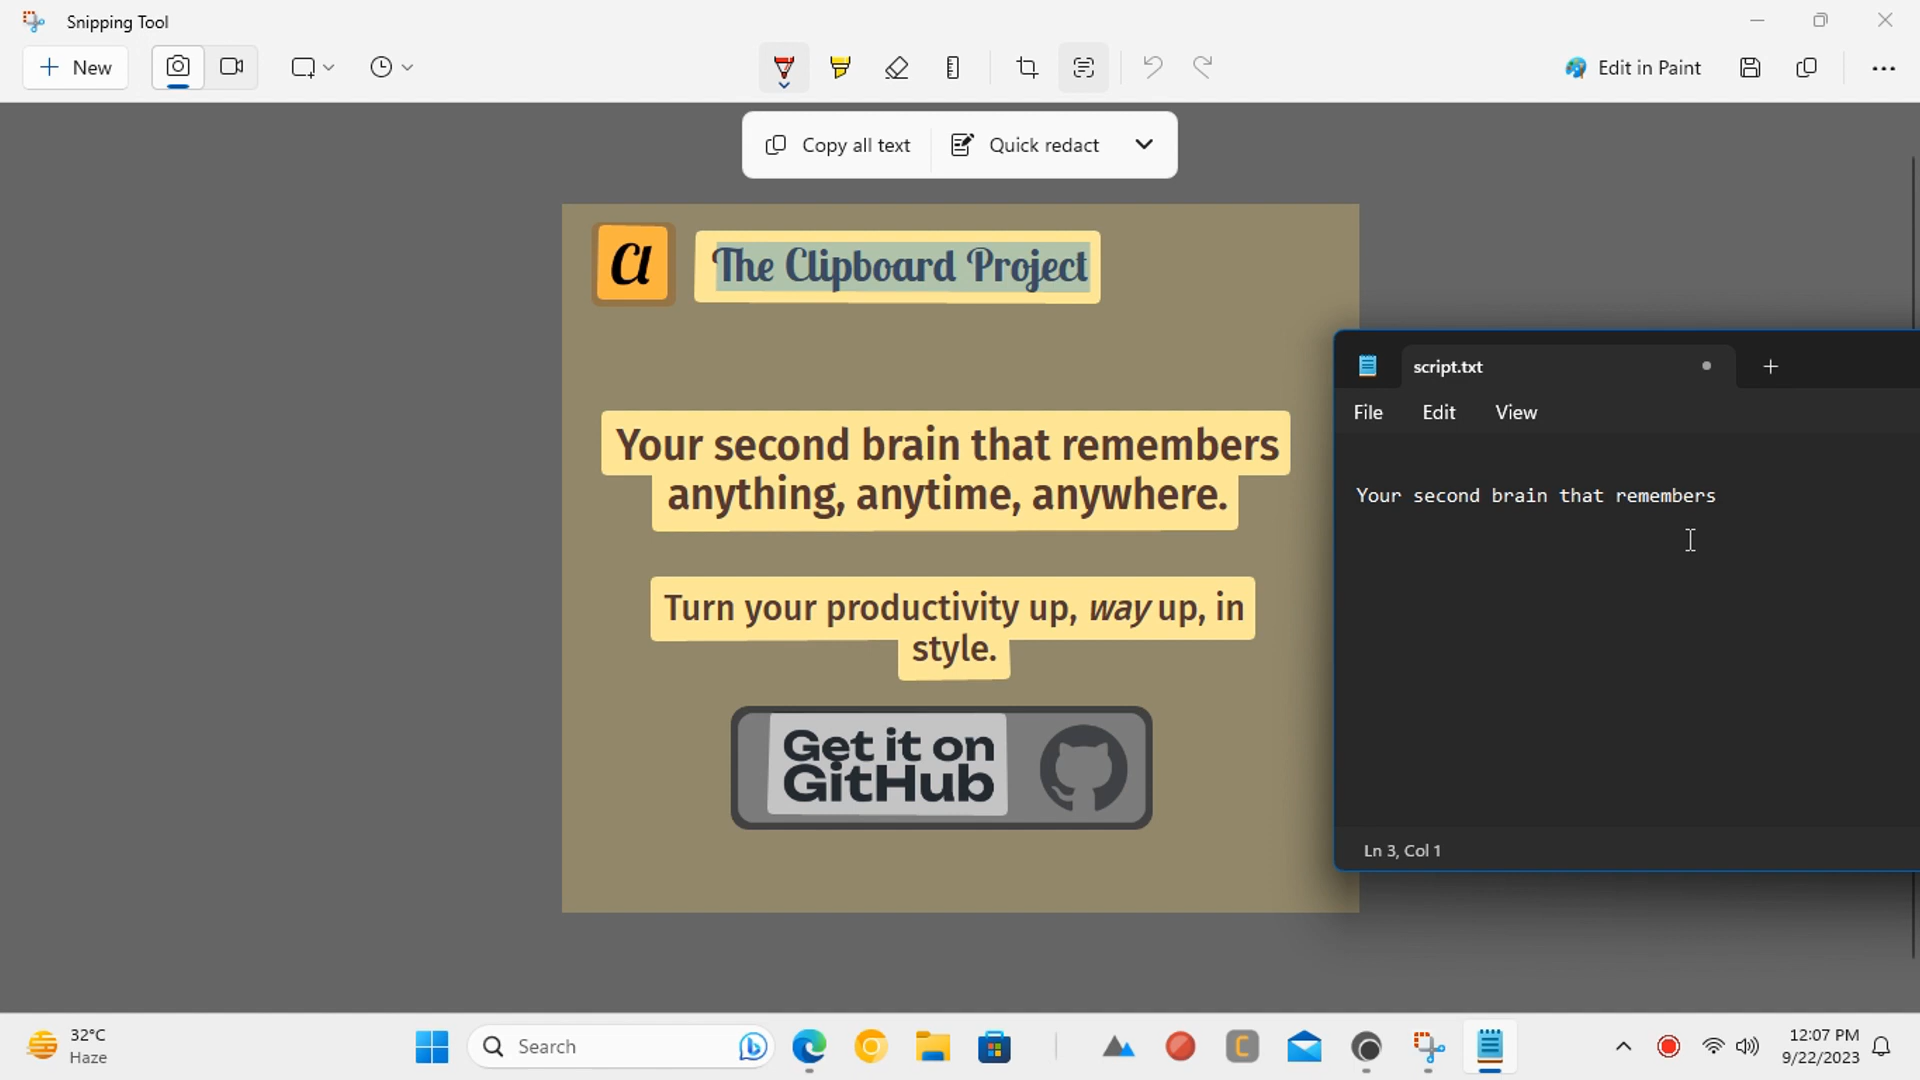 Snipping Tool
New
Edit in Paint
Copy all text
Quick redact
Cl
The Clipboard Project
Your second brain that remembers
anything, anytime, anywhere.
Turn your productivity up, way up, in
style.
Get it on
GitHub
script.txt
File Edit View
Your second brain that remembers
Ln 3, Col 1
32°C
Haze
Search
C
12:07 PM
9/22/2023